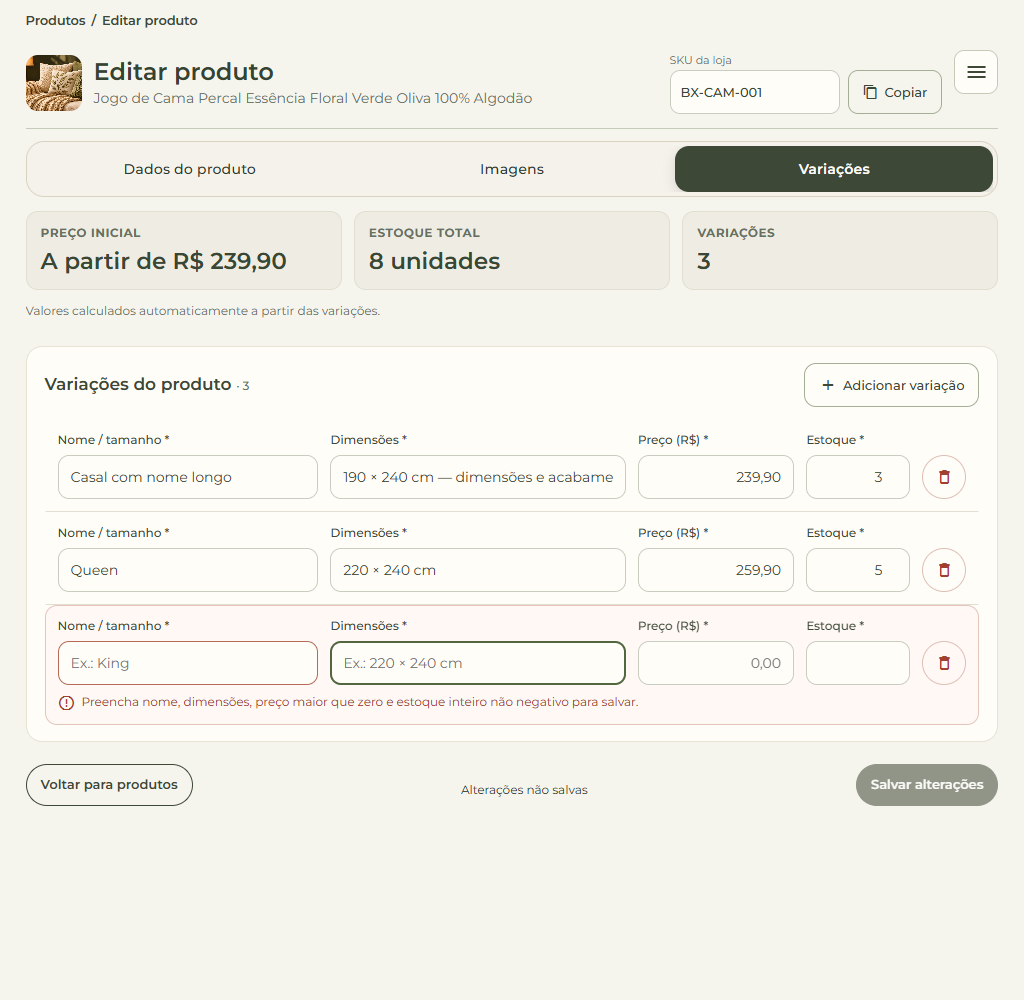 Produtos / Editar produto
Editar produto
Jogo de Cama Percal Essência Floral Verde Oliva 100% Algodão
SKU da loja
BX-CAM-001
Copiar
Dados do produto
Imagens
Variações
PREÇO INICIAL
A partir de R$ 239,90
ESTOQUE TOTAL
8 unidades
VARIAÇÕES
3
Valores calculados automaticamente a partir das variações.
Variações do produto · 3
+ Adicionar variação
Nome / tamanho * Dimensões * Preço (R$) * Estoque *
Casal com nome longo 190 × 240 cm — dimensões e acabame 239,90 3
Nome / tamanho * Dimensões * Preço (R$) * Estoque *
Queen 220 × 240 cm 259,90 5
Nome / tamanho * Dimensões * Preço (R$) * Estoque *
Ex.: King Ex.: 220 × 240 cm 0,00
Preencha nome, dimensões, preço maior que zero e estoque inteiro não negativo para salvar.
Voltar para produtos
Alterações não salvas
Salvar alterações